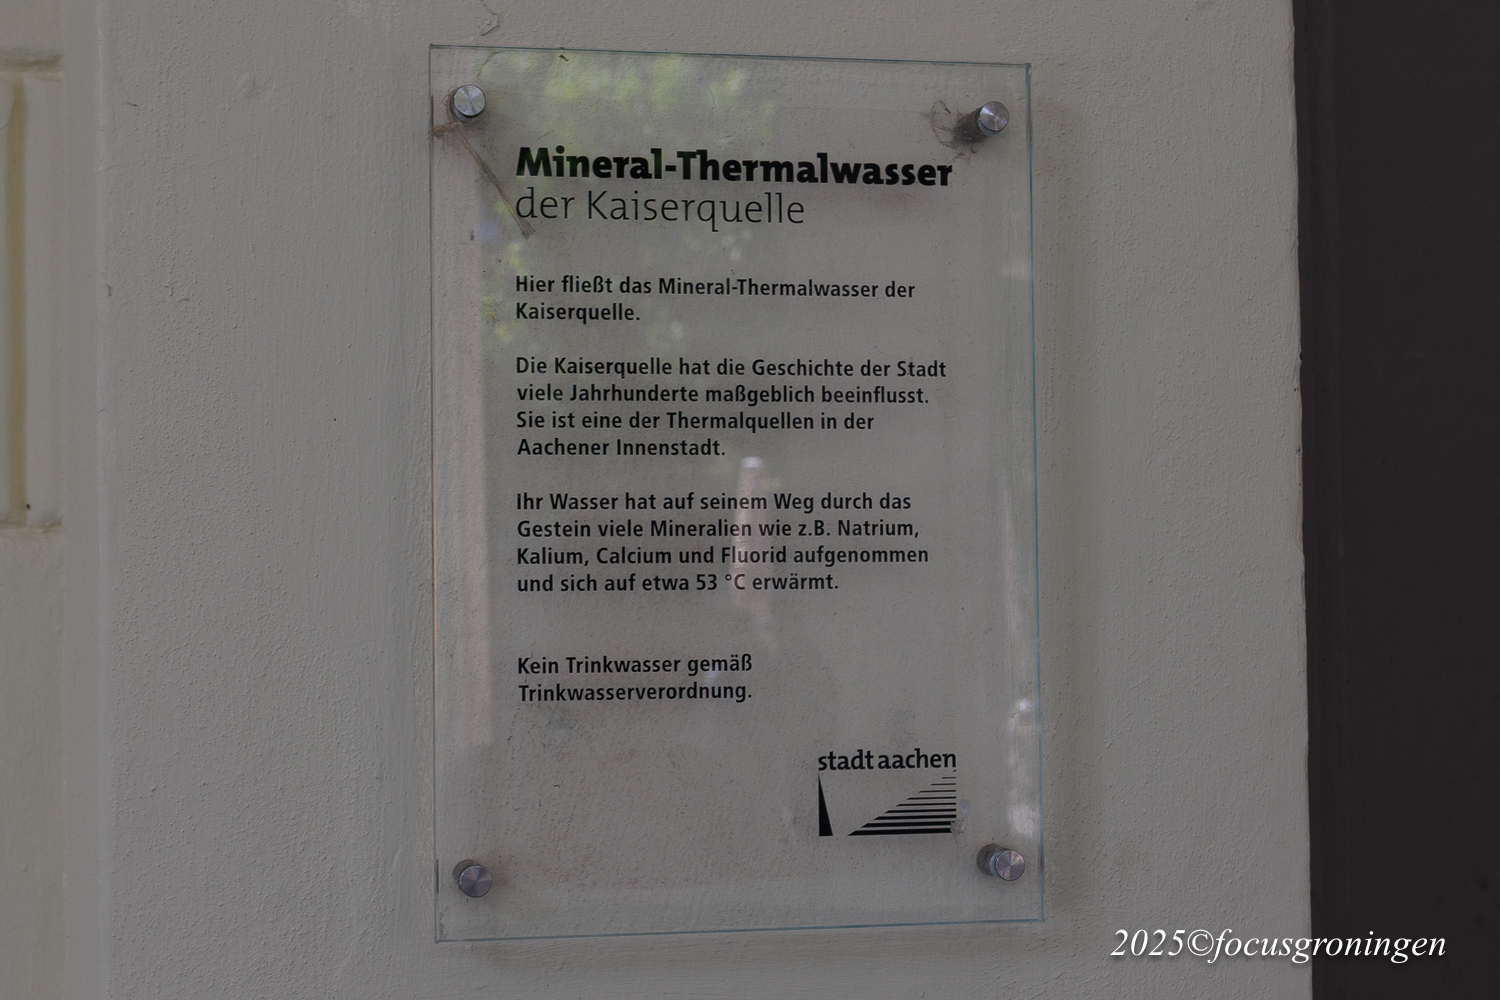 Mineral-Thermalwasser
der Kaiserquelle
Hier fließt das Mineral-Thermalwasser der
Kaiserquelle.
Die Kaiserquelle hat die Geschichte der Stadt
viele Jahrhunderte maßgeblich beeinflusst.
Sie ist eine der Thermalquellen in der
Aachener Innenstadt.
Ihr Wasser hat auf seinem Weg durch das
Gestein viele Mineralien wie z.B. Natrium,
Kalium, Calcium und Fluorid aufgenommen
und sich auf etwa 53 °C erwärmt.
Kein Trinkwasser gemäß
Trinkwasserverordnung.
stadt aachen
2025©focusgroningen